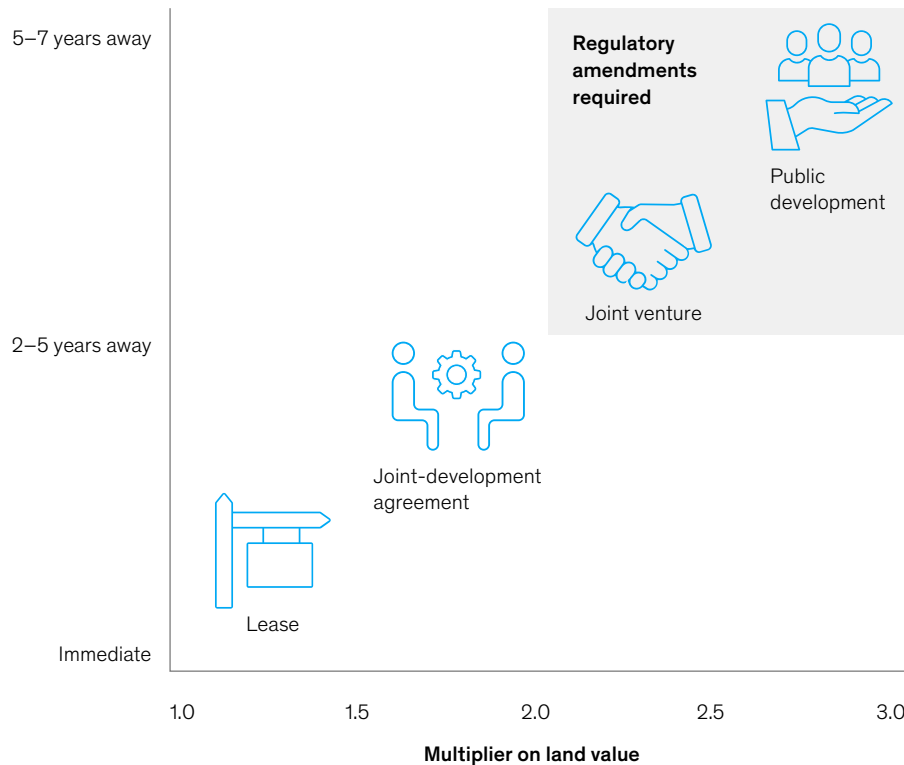 5–7 years away
Regulatory
amendments
required
Public
development
Joint venture
2–5 years away
Joint-development
agreement
Lease
Immediate
1.0 1.5 2.0 2.5 3.0
Multiplier on land value